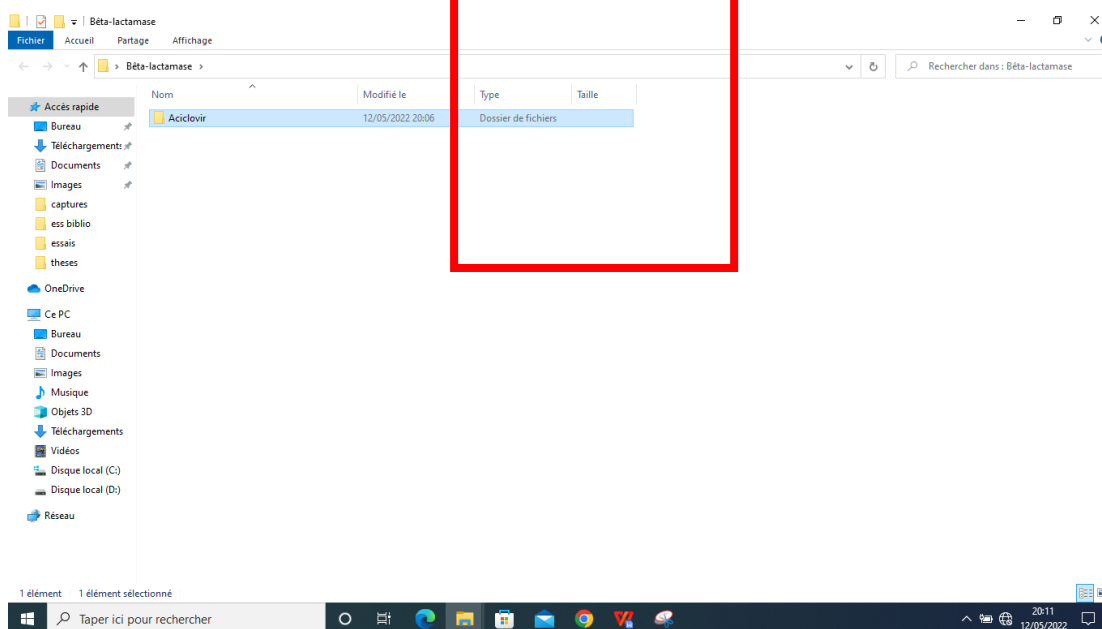 Bêta-lactamase
Fichier Accueil Partage Affichage
Bêta-lactamase
Rechercher dans : Bêta-lactamase
Nom Modifié le Type Taille
Aciclovir 12/05/2022 20:06 Dossier de fichiers
Accès rapide
Bureau
Téléchargements
Documents
Images
captures
ess biblio
essais
theses
OneDrive
Ce PC
Bureau
Documents
Images
Musique
Objets 3D
Téléchargements
Vidéos
Disque local (C:)
Disque local (D:)
Réseau
1 élément 1 élément sélectionné
Taper ici pour rechercher
20:11
12/05/2022